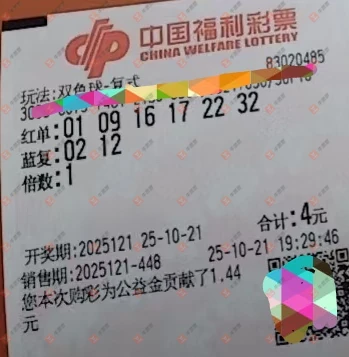 中国福利彩票
CHINA WELFARE LOTTERY
83020485
玩法:双色球-复式
红单:01 09 16 17 22 32
蓝复:02 12
倍数:1
合计:4元
开奖期:2025121 25-10-21
销售期:2025121-448 25-10-21 19:29:46
您本次购彩为公益金贡献了1.44
元